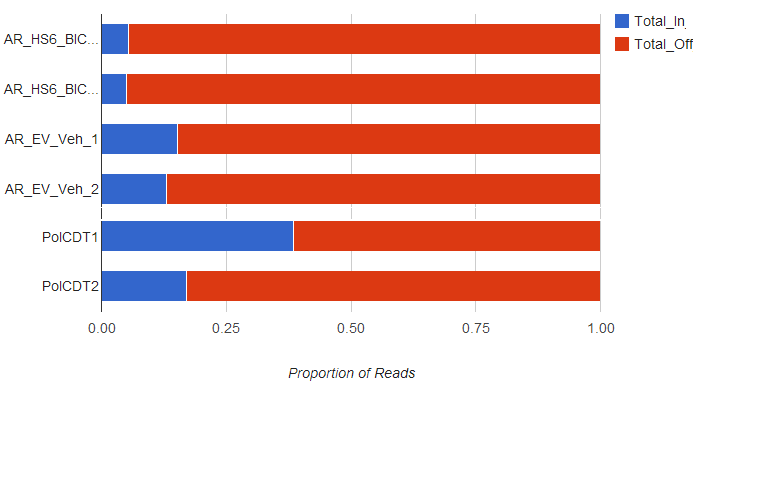 AR_HS6_BIC...
AR_HS6_BIC...
AR_EV_Veh_1
AR_EV_Veh_2
PolCDT1
PolCDT2
0.00 0.25 0.50 0.75 1.00
Proportion of Reads
Total_In
Total_Off